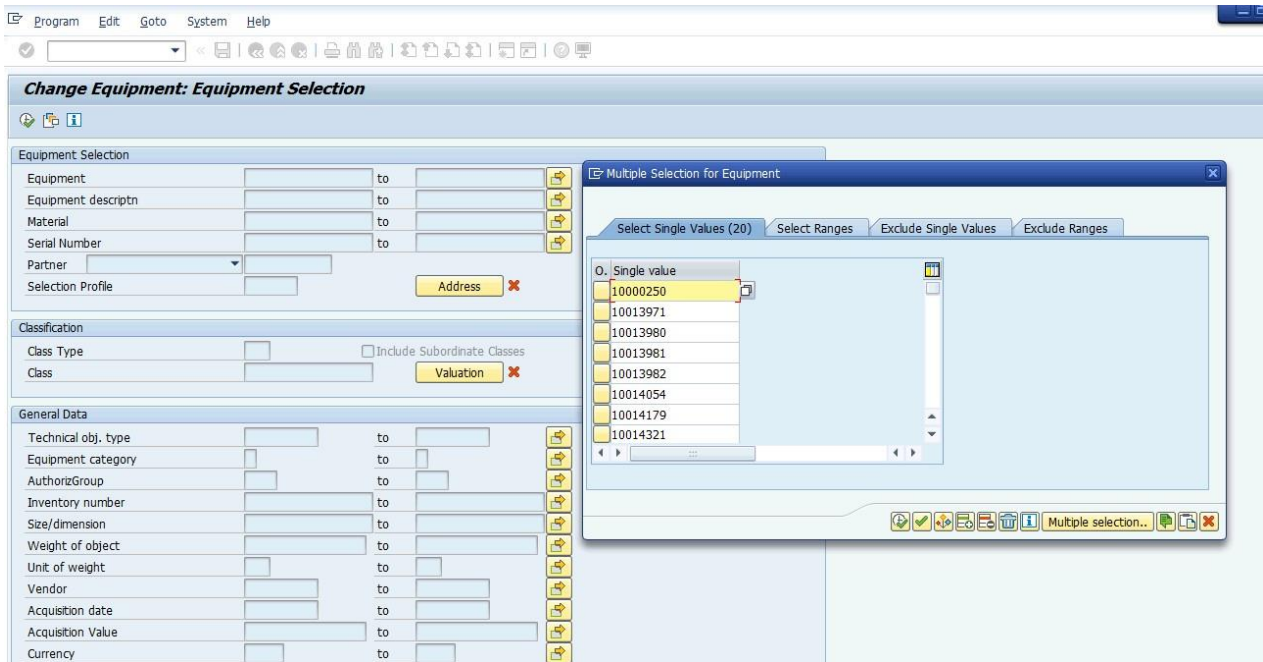 Program Edit Goto System Help
Change Equipment: Equipment Selection
Equipment Selection
Equipment to
Equipment descriptn to
Material to
Serial Number to
Partner
Selection Profile Address
Classification
Class Type Include Subordinate Classes
Class Valuation
General Data
Technical obj. type to
Equipment category to
AuthorizGroup to
Inventory number to
Size/dimension to
Weight of object to
Unit of weight to
Vendor to
Acquisition date to
Acquisition Value to
Currency to
Multiple Selection for Equipment
Select Single Values (20) Select Ranges Exclude Single Values Exclude Ranges
O. Single value
10000250
10013971
10013980
10013981
10013982
10014054
10014179
10014321
Multiple selection..